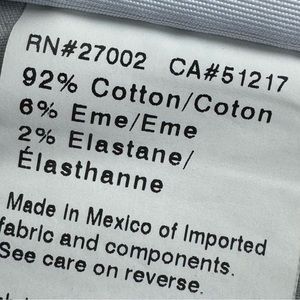 RN#27002 CA#51217
92% Cotton/Coton
6% Eme/Eme
2% Elastane/
Élasthanne
Made in Mexico of Imported
fabric and components.
See care on reverse.